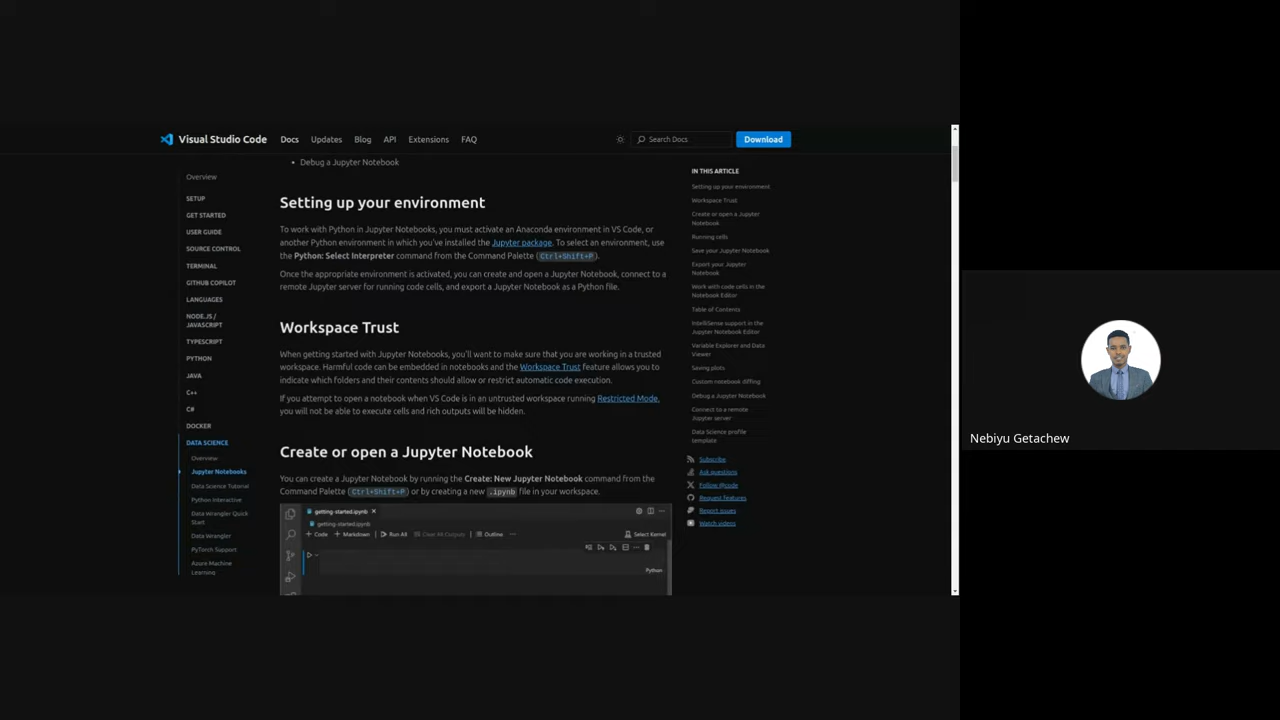 Visual Studio Code
Docs
Updates
Blog
API
Extensions
FAQ
Search Docs
Download
Overview
SETUP
GET STARTED
USER GUIDE
SOURCE CONTROL
TERMINAL
GITHUB COPILOT
LANGUAGES
NODE.JS /
JAVASCRIPT
TYPESCRIPT
PYTHON
JAVA
C++
C#
DOCKER
DATA SCIENCE
Overview
Jupyter Notebooks
Data Science Tutorial
Python Interactive
Data Wrangler Quick
Start
Data Wrangler
PyTorch Support
Azure Machine
Learning
• Debug a Jupyter Notebook
Setting up your environment
To work with Python in Jupyter Notebooks, you must activate an Anaconda environment in VS Code, or
another Python environment in which you've installed the Jupyter package. To select an environment, use
the Python: Select Interpreter command from the Command Palette (Ctrl+Shift+P).
Once the appropriate environment is activated, you can create and open a Jupyter Notebook, connect to a
remote Jupyter server for running code cells, and export a Jupyter Notebook as a Python file.
Workspace Trust
When getting started with Jupyter Notebooks, you'll want to make sure that you are working in a trusted
workspace. Harmful code can be embedded in notebooks and the Workspace Trust feature allows you to
indicate which folders and their contents should allow or restrict automatic code execution.
If you attempt to open a notebook when VS Code is in an untrusted workspace running Restricted Mode,
you will not be able to execute cells and rich outputs will be hidden.
Create or open a Jupyter Notebook
You can create a Jupyter Notebook by running the Create: New Jupyter Notebook command from the
Command Palette (Ctrl+Shift+P) or by creating a new .ipynb file in your workspace.
getting-started.ipynb
getting-started.ipynb
+ Code + Markdown Run All Clear All Outputs Outline ··· Select Kernel
Python
IN THIS ARTICLE
Setting up your environment
Workspace Trust
Create or open a Jupyter
Notebook
Running cells
Save your Jupyter Notebook
Export your Jupyter
Notebook
Work with code cells in the
Notebook Editor
Table of Contents
IntelliSense support in the
Jupyter Notebook Editor
Variable Explorer and Data
Viewer
Saving plots
Custom notebook diffing
Debug a Jupyter Notebook
Connect to a remote
Jupyter server
Data Science profile
template
Subscribe
Ask questions
Follow @code
Request features
Report issues
Watch videos
Nebiyu Getachew